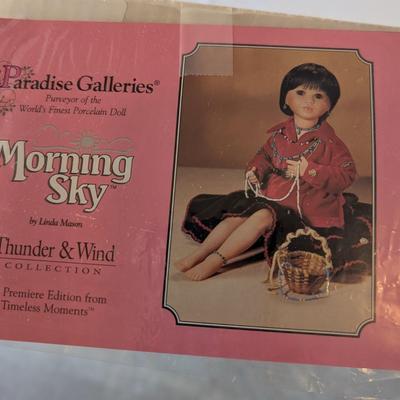 Paradise Galleries®
Purveyor of the
World's Finest Porcelain Doll
Morning
Sky™
by Linda Mason
Thunder & Wind
COLLECTION
Premiere Edition from
Timeless Moments™